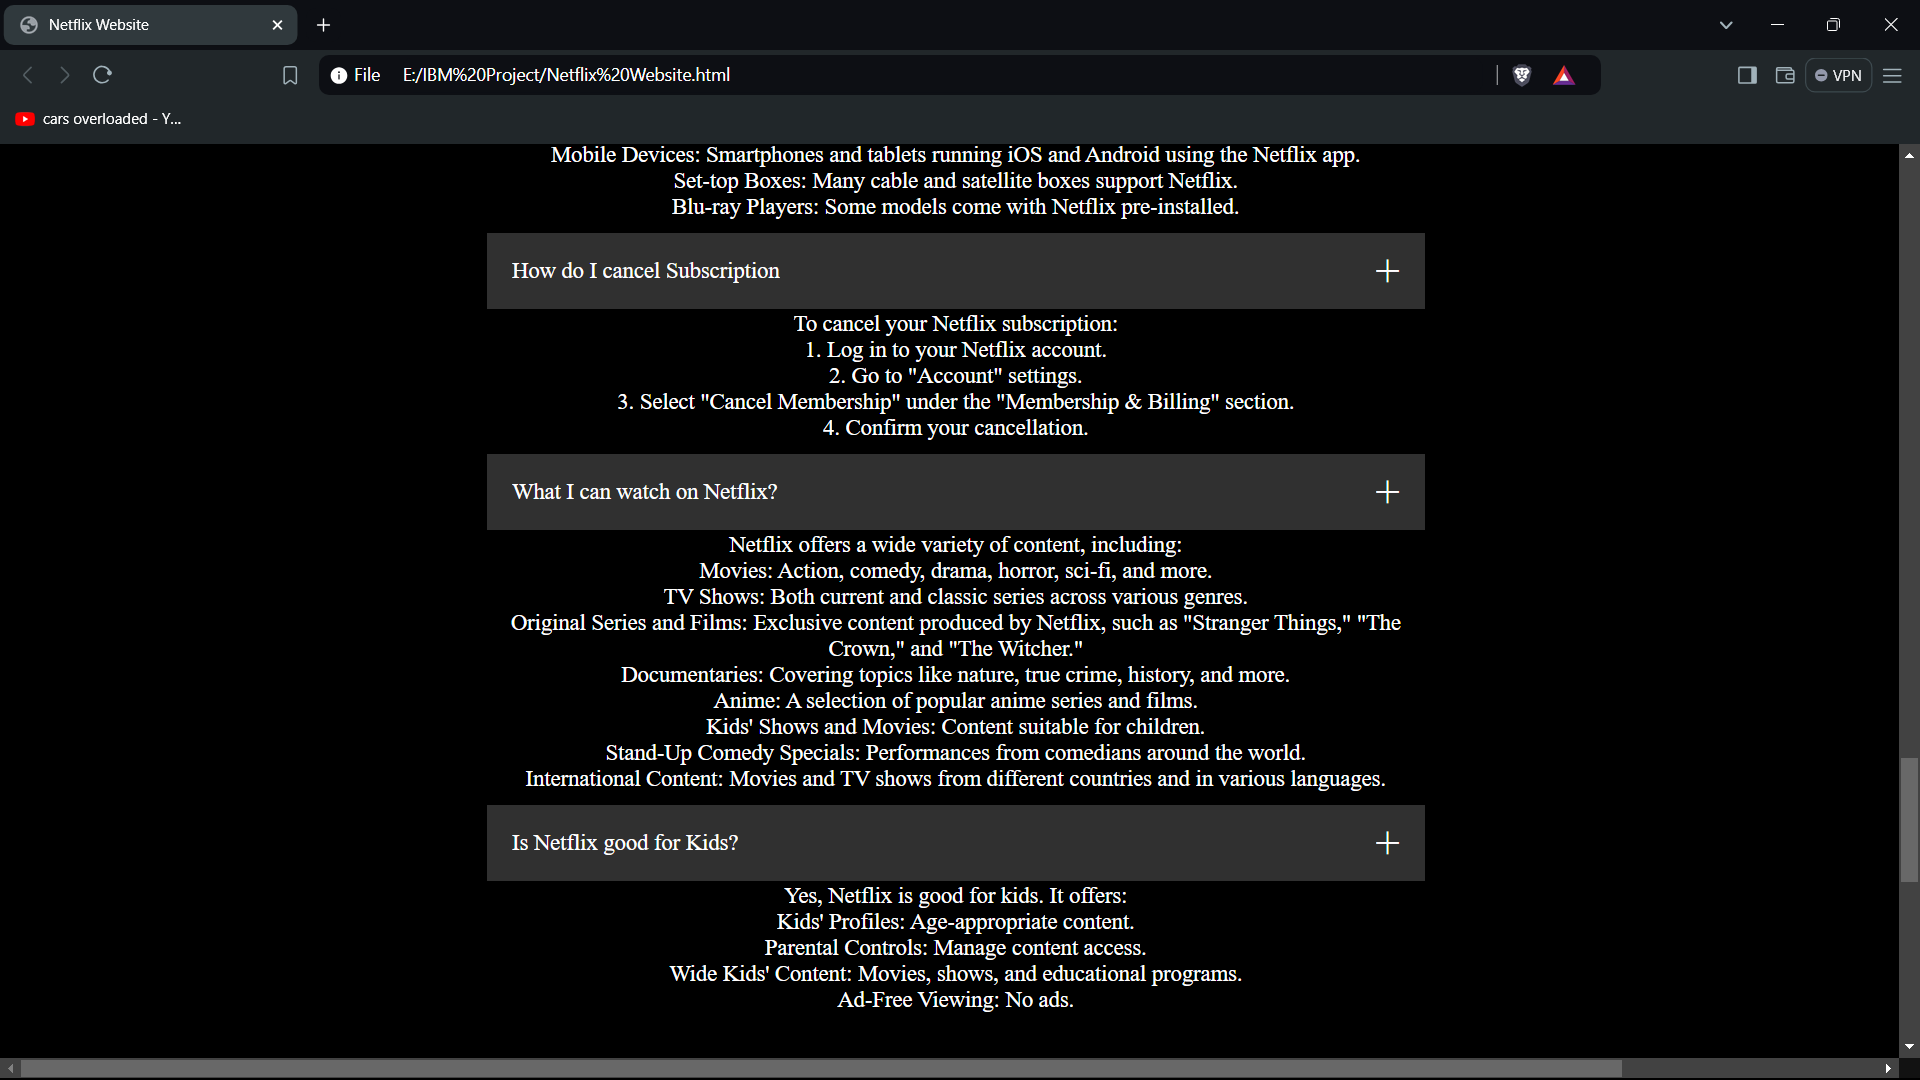 Netflix Website
File E:/IBM%20Project/Netflix%20Website.html
VPN
cars overloaded - Y...
Mobile Devices: Smartphones and tablets running iOS and Android using the Netflix app.
Set-top Boxes: Many cable and satellite boxes support Netflix.
Blu-ray Players: Some models come with Netflix pre-installed.
How do I cancel Subscription
To cancel your Netflix subscription:
1. Log in to your Netflix account.
2. Go to "Account" settings.
3. Select "Cancel Membership" under the "Membership & Billing" section.
4. Confirm your cancellation.
What I can watch on Netflix?
Netflix offers a wide variety of content, including:
Movies: Action, comedy, drama, horror, sci-fi, and more.
TV Shows: Both current and classic series across various genres.
Original Series and Films: Exclusive content produced by Netflix, such as "Stranger Things," "The
Crown," and "The Witcher."
Documentaries: Covering topics like nature, true crime, history, and more.
Anime: A selection of popular anime series and films.
Kids' Shows and Movies: Content suitable for children.
Stand-Up Comedy Specials: Performances from comedians around the world.
International Content: Movies and TV shows from different countries and in various languages.
Is Netflix good for Kids?
Yes, Netflix is good for kids. It offers:
Kids' Profiles: Age-appropriate content.
Parental Controls: Manage content access.
Wide Kids' Content: Movies, shows, and educational programs.
Ad-Free Viewing: No ads.